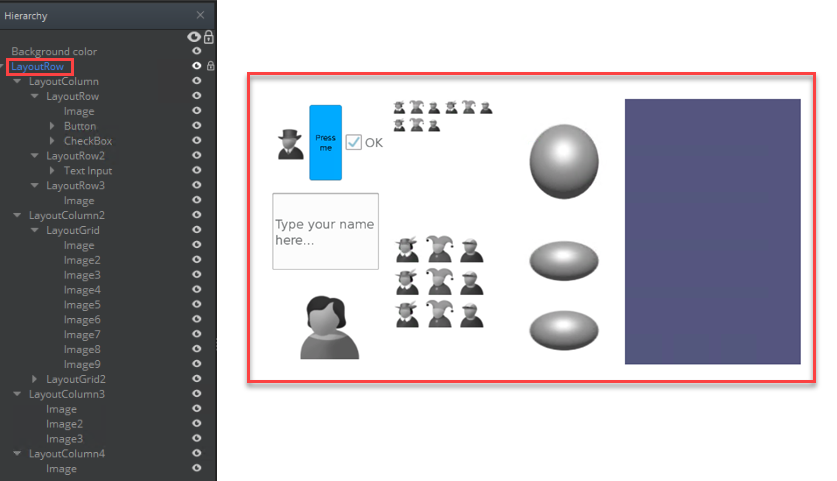 Hierarchy
Background color
LayoutRow
LayoutColumn
LayoutRow
Image
Button
CheckBox
LayoutRow2
Text Input
LayoutRow3
Image
LayoutColumn2
LayoutGrid
Image
Image2
Image3
Image4
Image5
Image6
Image7
Image8
Image9
LayoutGrid2
LayoutColumn3
Image
Image2
Image3
LayoutColumn4
Image
Press
me
OK
Type your name
here...